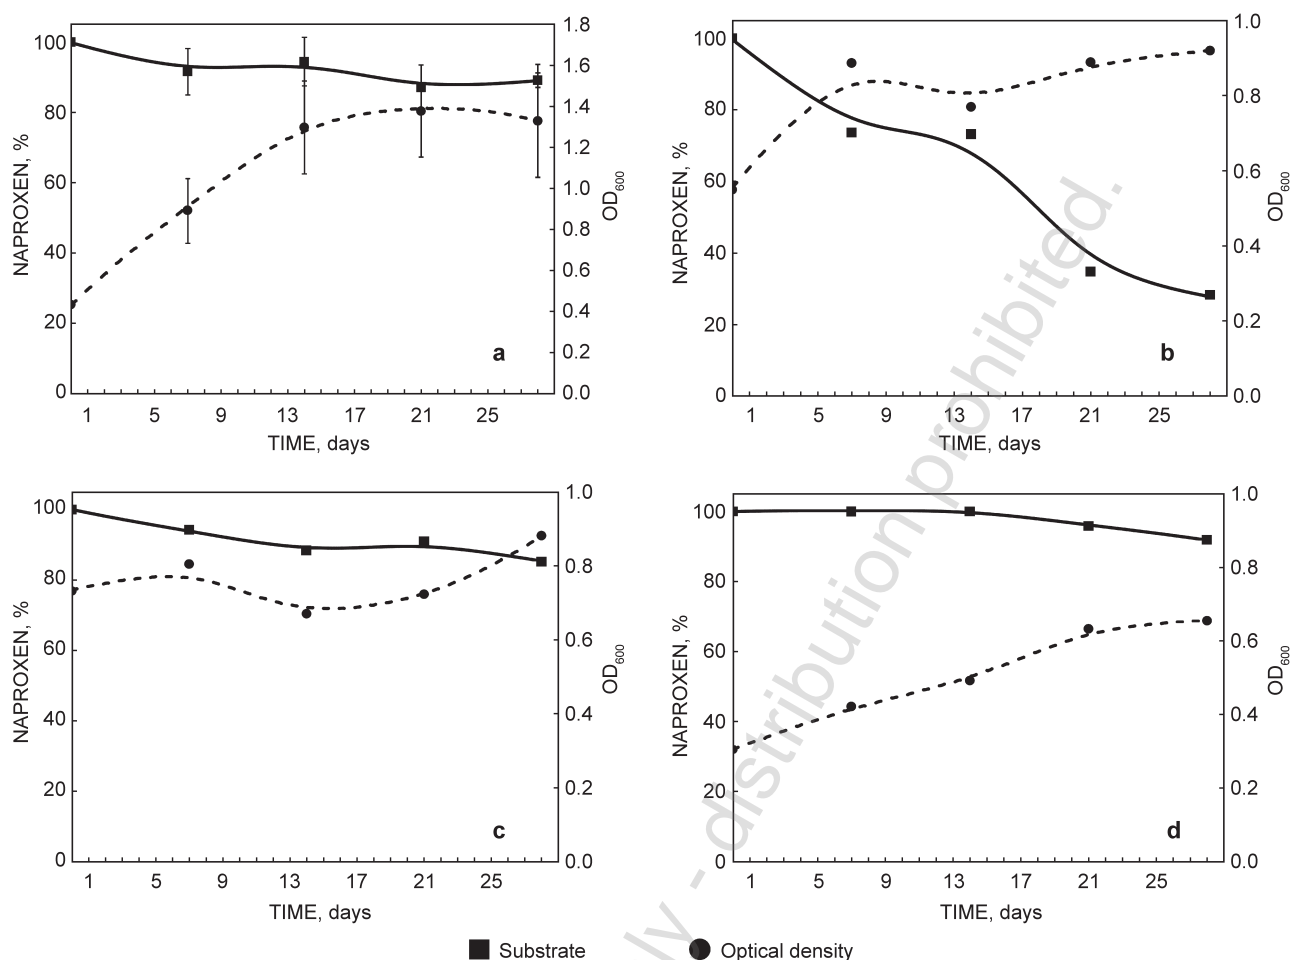 100
80
60
40
20
0
NAPROXEN, %
1.8
1.6
1.4
1.2
1.0
0.8
0.6
0.4
0.2
0.0
OD600
a
1 5 9 13 17 21 25
TIME, days
100
80
60
40
20
0
NAPROXEN, %
1.0
0.8
0.6
0.4
0.2
0.0
OD600
b
1 5 9 13 17 21 25
TIME, days
100
80
60
40
20
0
NAPROXEN, %
1.0
0.8
0.6
0.4
0.2
0.0
OD600
c
1 5 9 13 17 21 25
TIME, days
100
80
60
40
20
0
NAPROXEN, %
1.0
0.8
0.6
0.4
0.2
0.0
OD600
d
1 5 9 13 17 21 25
TIME, days
Substrate Optical density
ly - distribution prohibited.